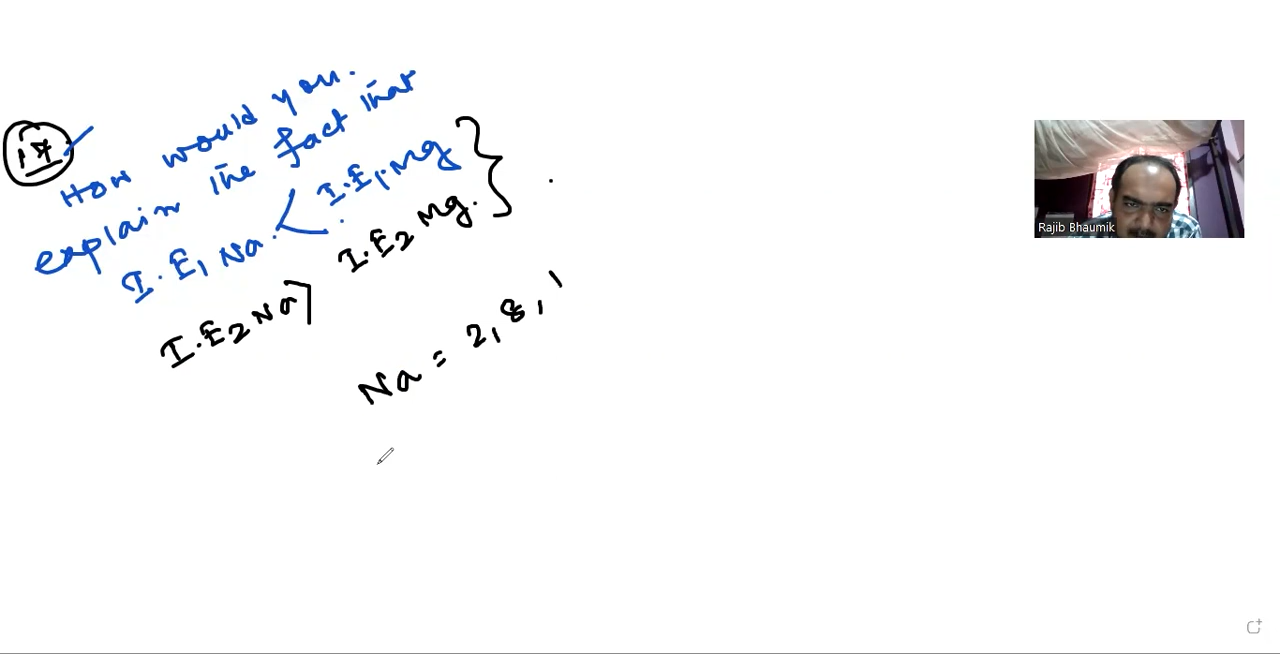 17
How would you.
explain the fact that
I.E1 Na < I.E1 Mg
I.E2 Na > I.E2 Mg.
Na = 2, 8, 1
Rajib Bhaumik